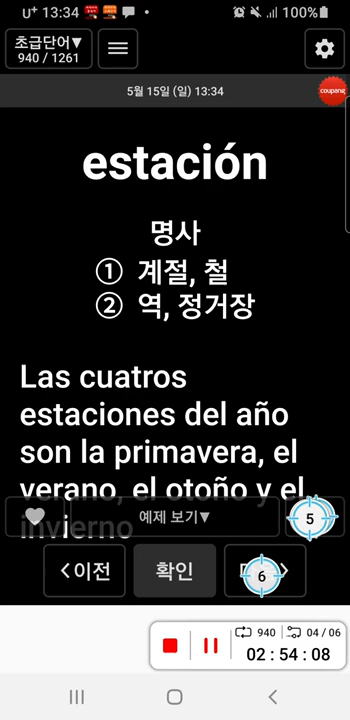 U+ 13:34 100%
초급단어▼
940 / 1261
5월 15일 (일) 13:34
coupang
estación
명사
① 계절, 철
② 역, 정거장
Las cuatros
estaciones del año
son la primavera, el
verano, el otoño y el
invierno
예제 보기▼
5
<이전
확인
6
>
940
04 / 06
02 : 54 : 08